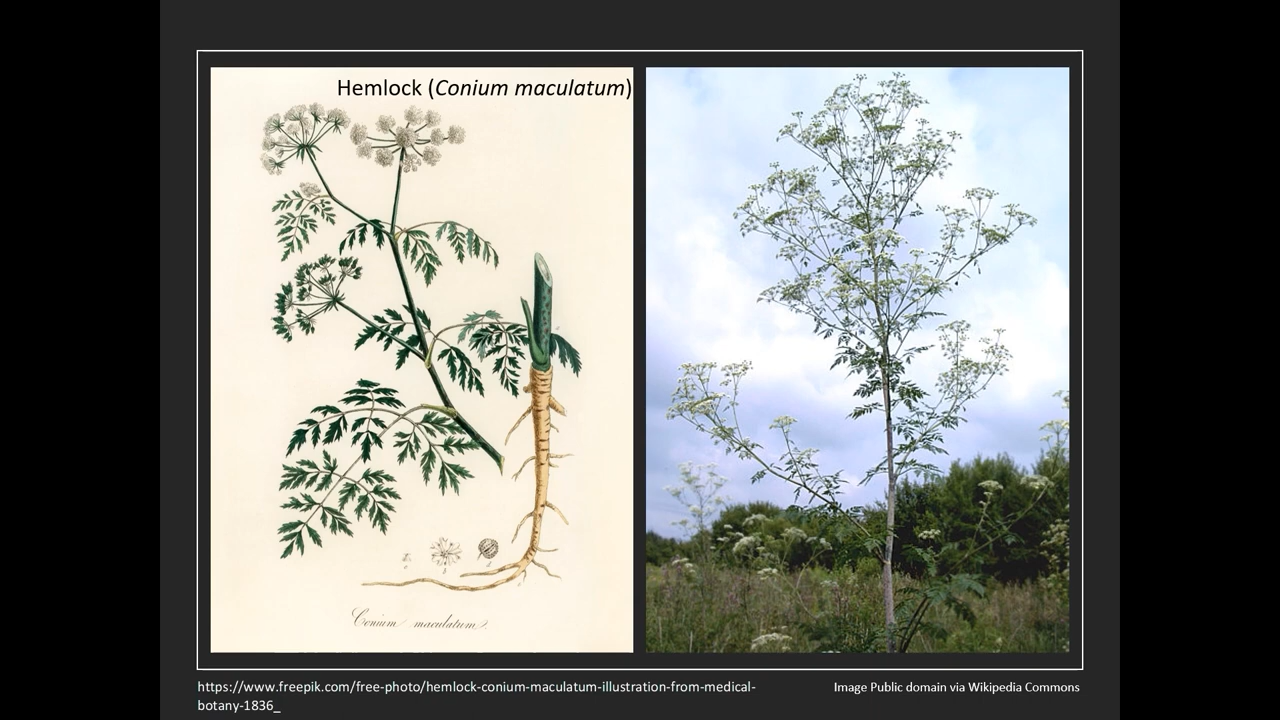 Hemlock (Conium maculatum)
Conium maculatum.
https://www.freepik.com/free-photo/hemlock-conium-maculatum-illustration-from-medical-
botany-1836_
Image Public domain via Wikipedia Commons